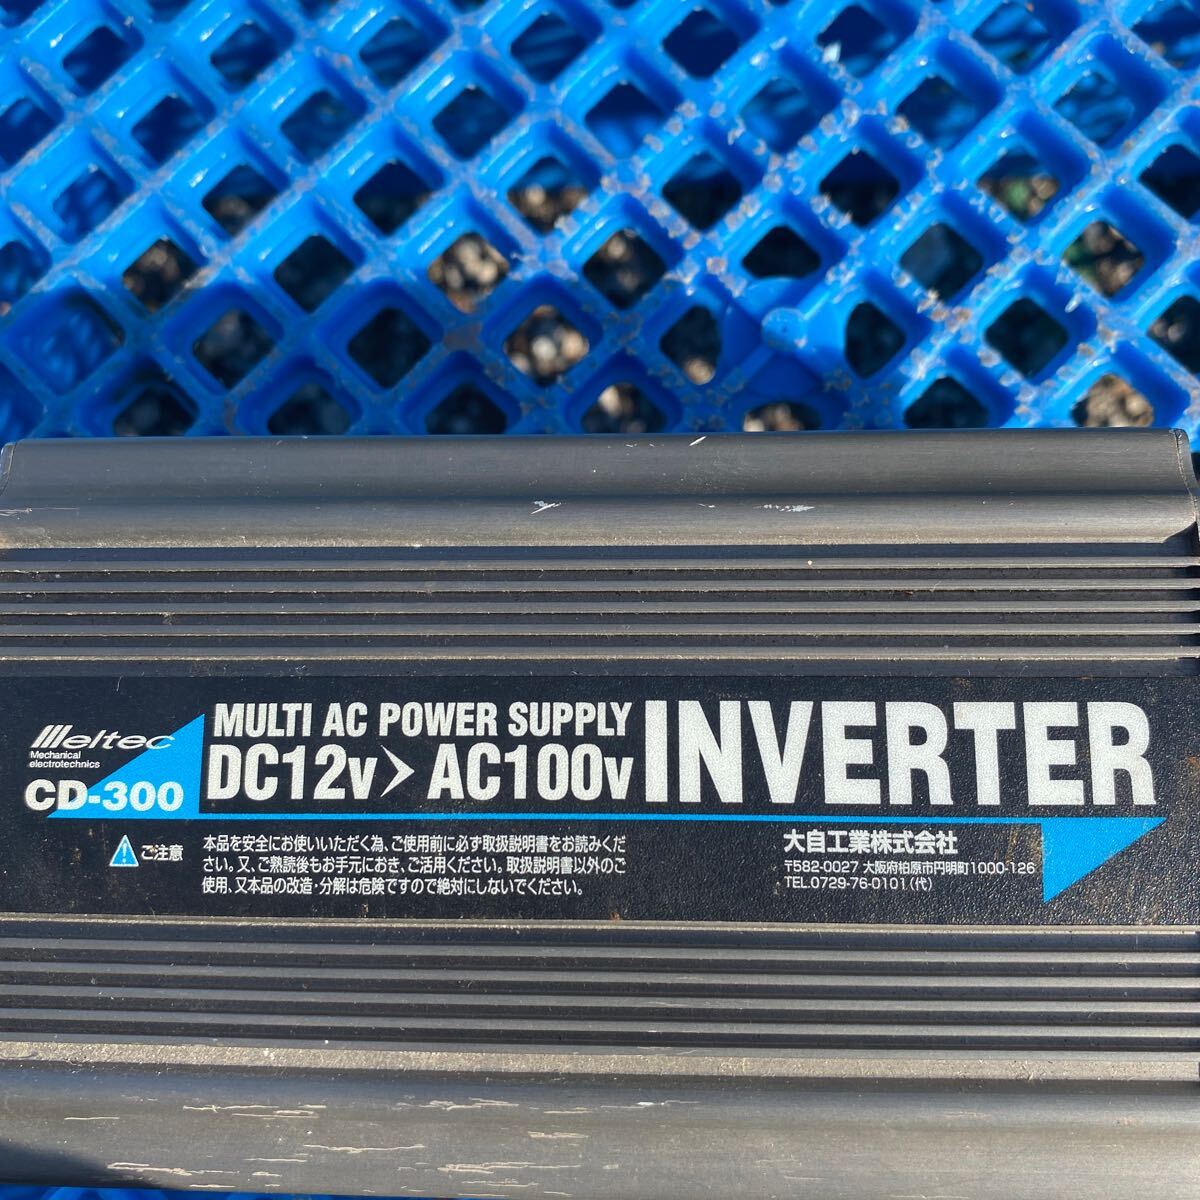 Meltec
Mechanical
electrotechnics
CD-300
MULTI AC POWER SUPPLY
DC12V > AC100V
INVERTER
ご注意
本品を安全にお使いいただく為、ご使用前に必ず取扱説明書をお読みくだ
さい。又、ご熟読後もお手元におき、ご活用ください。取扱説明書以外のご
使用、又本品の改造・分解は危険ですので絶対にしないでください。
大自工業株式会社
〒582-0027 大阪府柏原市円明町1000-126
TEL.0729-76-0101(代)